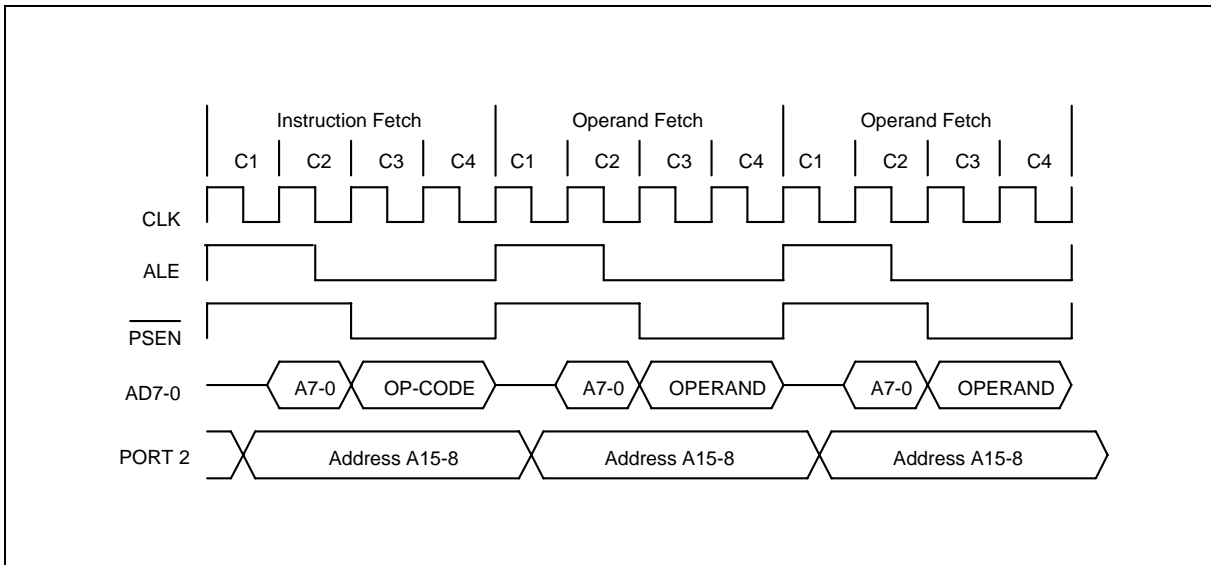 Instruction Fetch Operand Fetch Operand Fetch
C1 C2 C3 C4 C1 C2 C3 C4 C1 C2 C3 C4
CLK
ALE
PSEN
AD7-0 A7-0 OP-CODE A7-0 OPERAND A7-0 OPERAND
PORT 2 Address A15-8 Address A15-8 Address A15-8